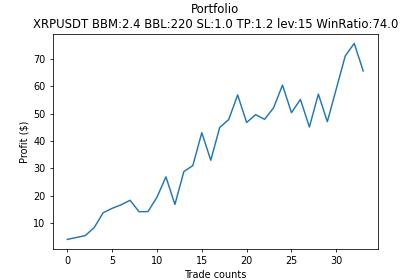 Portfolio
XRPUSDT BBM:2.4 BBL:220 SL:1.0 TP:1.2 lev:15 WinRatio:74.0
70
60
50
40
30
20
10
Profit ($)
0 5 10 15 20 25 30
Trade counts